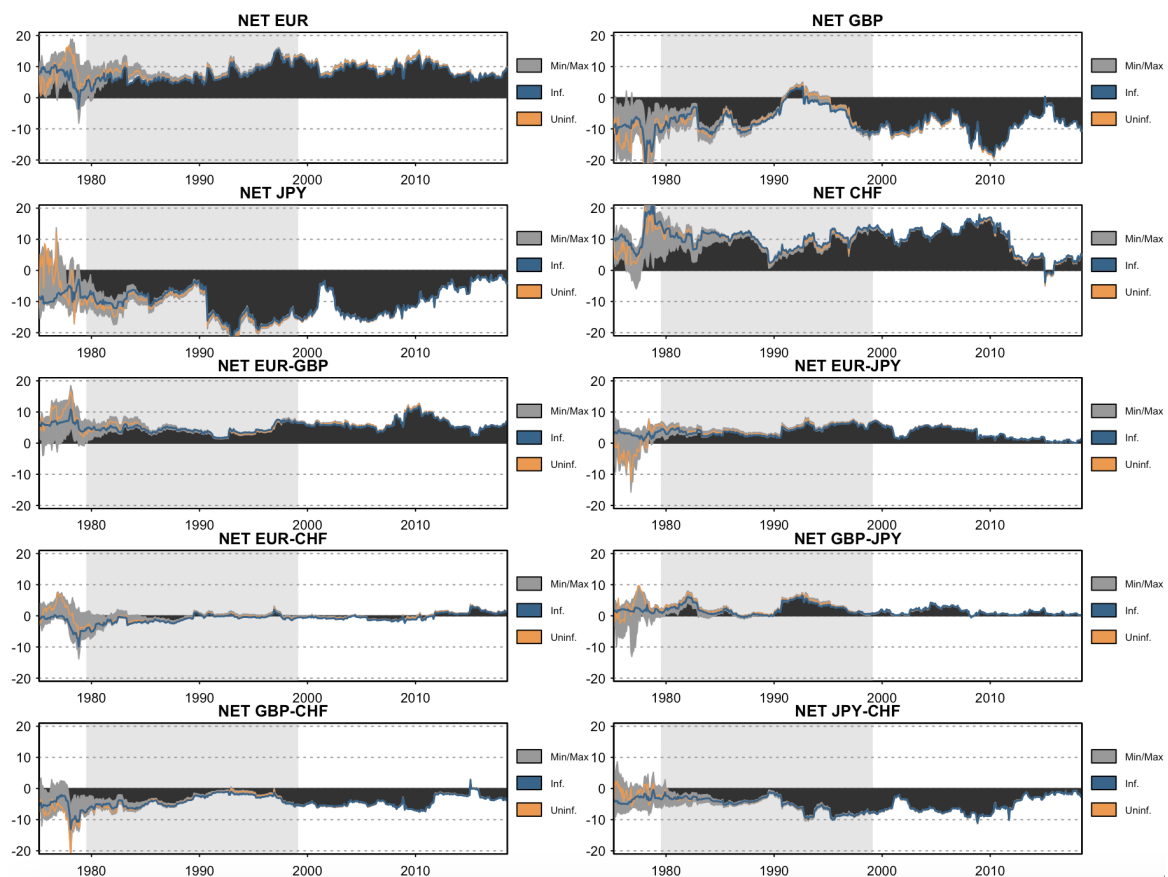 NET EUR
20
10
0
-10
-20
1980 1990 2000 2010
Min/Max
Inf.
Uninf.
NET GBP
20
10
0
-10
-20
1980 1990 2000 2010
Min/Max
Inf.
Uninf.
NET JPY
20
10
0
-10
-20
1980 1990 2000 2010
Min/Max
Inf.
Uninf.
NET CHF
20
10
0
-10
-20
1980 1990 2000 2010
Min/Max
Inf.
Uninf.
NET EUR-GBP
20
10
0
-10
-20
1980 1990 2000 2010
Min/Max
Inf.
Uninf.
NET EUR-JPY
20
10
0
-10
-20
1980 1990 2000 2010
Min/Max
Inf.
Uninf.
NET EUR-CHF
20
10
0
-10
-20
1980 1990 2000 2010
Min/Max
Inf.
Uninf.
NET GBP-JPY
20
10
0
-10
-20
1980 1990 2000 2010
Min/Max
Inf.
Uninf.
NET GBP-CHF
20
10
0
-10
-20
1980 1990 2000 2010
Min/Max
Inf.
Uninf.
NET JPY-CHF
20
10
0
-10
-20
1980 1990 2000 2010
Min/Max
Inf.
Uninf.